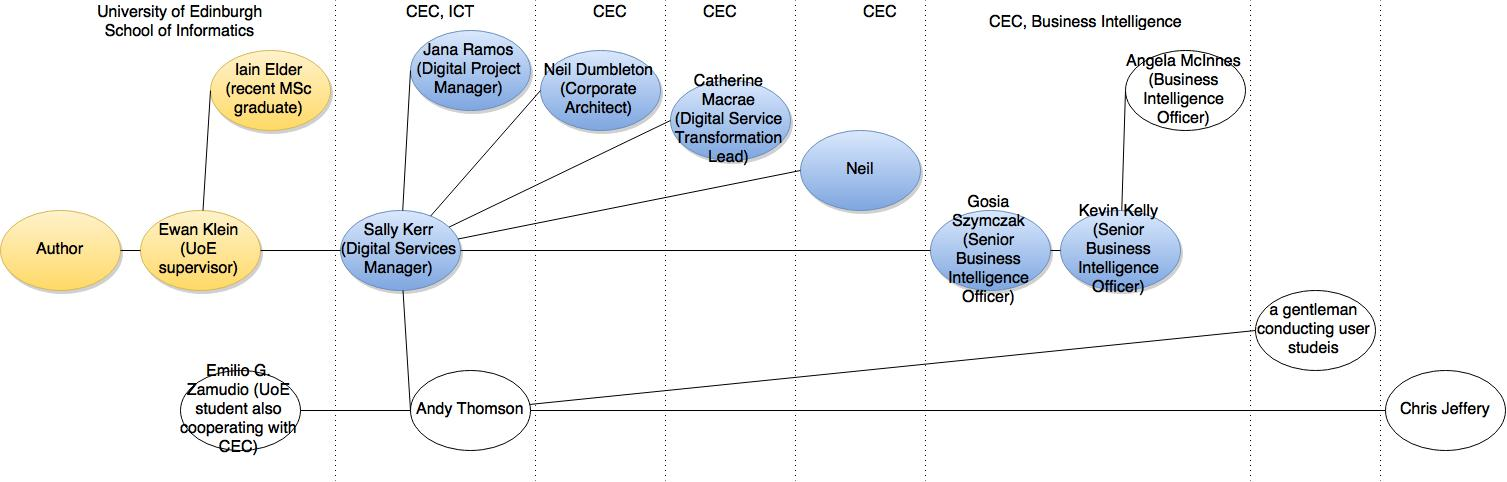 University of Edinburgh
School of Informatics
CEC, ICT
CEC
CEC
CEC
CEC, Business Intelligence
Iain Elder
(recent MSc
graduate)
Jana Ramos
(Digital Project
Manager)
Neil Dumbleton
(Corporate
Architect)
Catherine
Macrae
(Digital Service
Transformation
Lead)
Neil
Angela McInnes
(Business
Intelligence
Officer)
Author
Ewan Klein
(UoE
supervisor)
Sally Kerr
(Digital Services
Manager)
Gosia
Szymczak
(Senior
Business
Intelligence
Officer)
Kevin Kelly
(Senior
Business
Intelligence
Officer)
a gentleman
conducting user
studeis
Emilio G.
Zamudio (UoE
student also
cooperating with
CEC)
Andy Thomson
Chris Jeffery